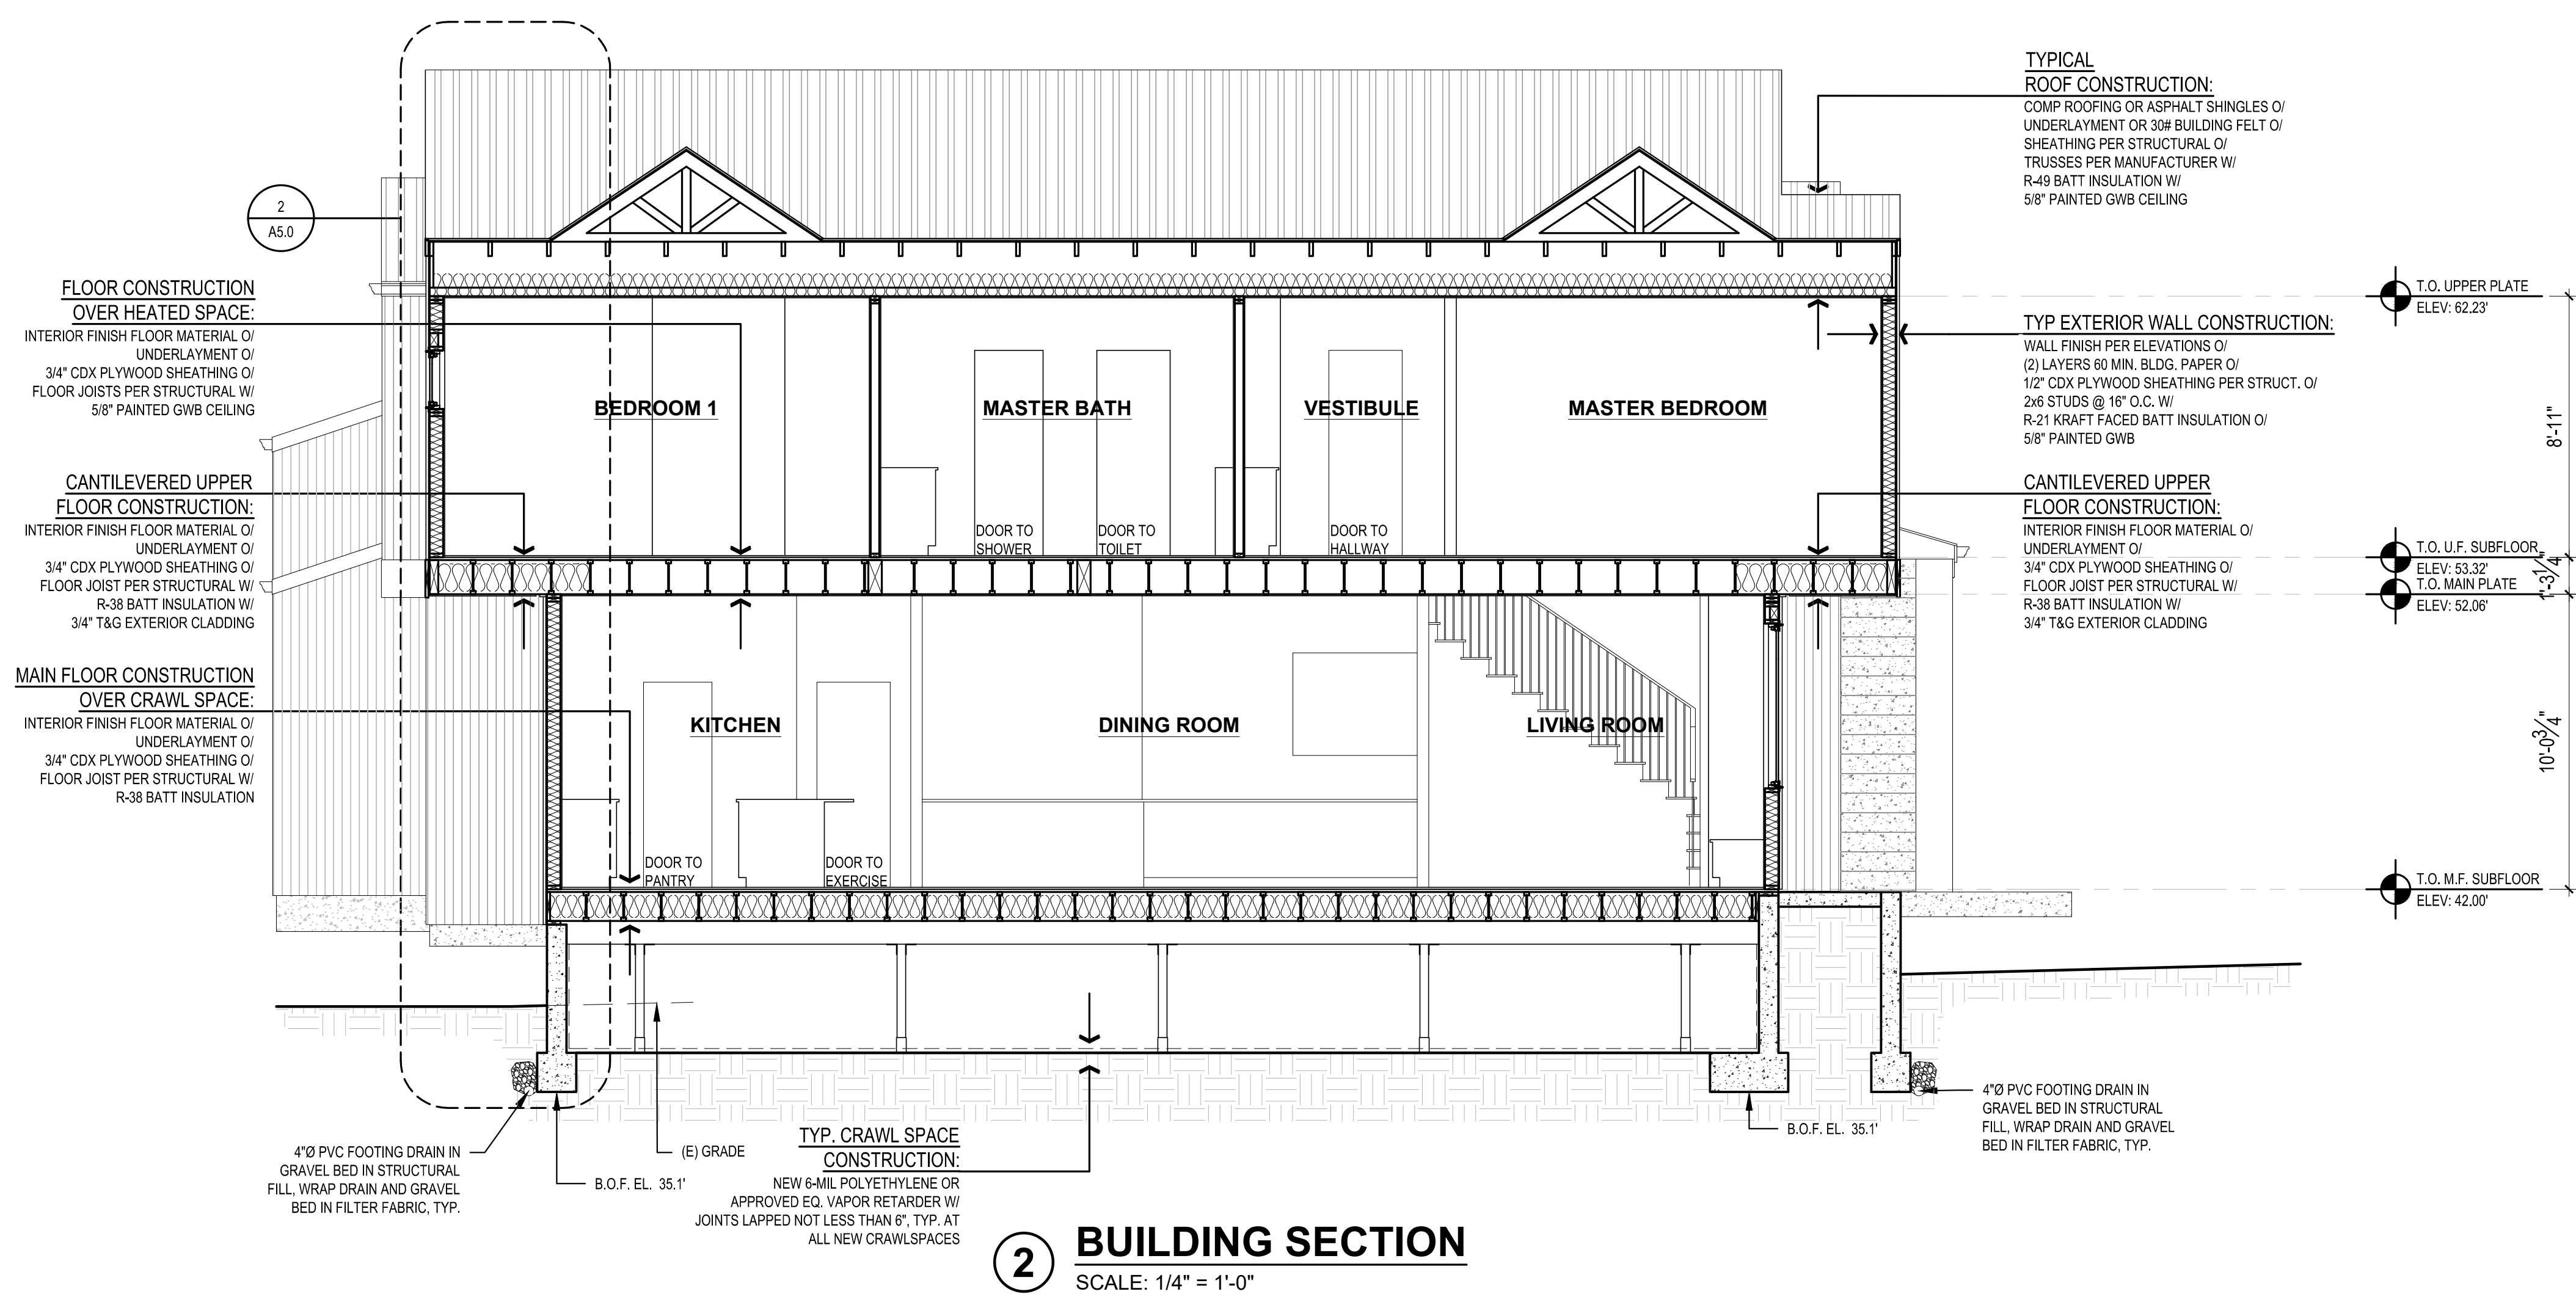 TYPICAL
ROOF CONSTRUCTION:
COMP ROOFING OR ASPHALT SHINGLES O/
UNDERLAYMENT OR 30# BUILDING FELT O/
SHEATHING PER STRUCTURAL O/
TRUSSES PER MANUFACTURER W/
R-49 BATT INSULATION W/
5/8" PAINTED GWB CEILING
2
A5.0
FLOOR CONSTRUCTION
OVER HEATED SPACE:
INTERIOR FINISH FLOOR MATERIAL O/
UNDERLAYMENT O/
3/4" CDX PLYWOOD SHEATHING O/
FLOOR JOISTS PER STRUCTURAL W/
5/8" PAINTED GWB CEILING
CANTILEVERED UPPER
FLOOR CONSTRUCTION:
INTERIOR FINISH FLOOR MATERIAL O/
UNDERLAYMENT O/
3/4" CDX PLYWOOD SHEATHING O/
FLOOR JOIST PER STRUCTURAL W/
R-38 BATT INSULATION W/
3/4" T&G EXTERIOR CLADDING
MAIN FLOOR CONSTRUCTION
OVER CRAWL SPACE:
INTERIOR FINISH FLOOR MATERIAL O/
UNDERLAYMENT O/
3/4" CDX PLYWOOD SHEATHING O/
FLOOR JOIST PER STRUCTURAL W/
R-38 BATT INSULATION
BEDROOM 1
MASTER BATH
VESTIBULE
MASTER BEDROOM
DOOR TO
SHOWER
DOOR TO
TOILET
DOOR TO
HALLWAY
KITCHEN
DINING ROOM
LIVING ROOM
DOOR TO
PANTRY
DOOR TO
EXERCISE
TYP EXTERIOR WALL CONSTRUCTION:
WALL FINISH PER ELEVATIONS O/
(2) LAYERS 60 MIN. BLDG. PAPER O/
1/2" CDX PLYWOOD SHEATHING PER STRUCT. O/
2x6 STUDS @ 16" O.C. W/
R-21 KRAFT FACED BATT INSULATION O/
5/8" PAINTED GWB
CANTILEVERED UPPER
FLOOR CONSTRUCTION:
INTERIOR FINISH FLOOR MATERIAL O/
UNDERLAYMENT O/
3/4" CDX PLYWOOD SHEATHING O/
FLOOR JOIST PER STRUCTURAL W/
R-38 BATT INSULATION W/
3/4" T&G EXTERIOR CLADDING
T.O. UPPER PLATE
ELEV: 62.23'
8'-11"
T.O. U.F. SUBFLOOR
ELEV: 53.32'
1'-3 1/4"
T.O. MAIN PLATE
ELEV: 52.06'
10'-0 3/4"
T.O. M.F. SUBFLOOR
ELEV: 42.00'
4"Ø PVC FOOTING DRAIN IN
GRAVEL BED IN STRUCTURAL
FILL, WRAP DRAIN AND GRAVEL
BED IN FILTER FABRIC, TYP.
B.O.F. EL. 35.1'
(E) GRADE
TYP. CRAWL SPACE
CONSTRUCTION:
NEW 6-MIL POLYETHYLENE OR
APPROVED EQ. VAPOR RETARDER W/
JOINTS LAPPED NOT LESS THAN 6", TYP. AT
ALL NEW CRAWLSPACES
B.O.F. EL. 35.1'
4"Ø PVC FOOTING DRAIN IN
GRAVEL BED IN STRUCTURAL
FILL, WRAP DRAIN AND GRAVEL
BED IN FILTER FABRIC, TYP.
2
BUILDING SECTION
SCALE: 1/4" = 1'-0"